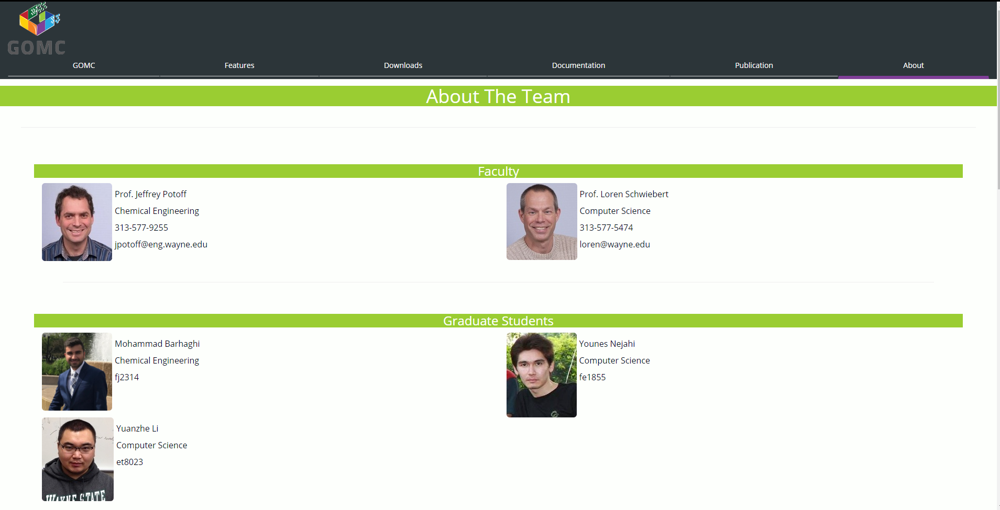 GOMC
GOMC Features Downloads Documentation Publication About
About The Team
Faculty
Prof. Jeffrey Potoff
Chemical Engineering
313-577-9255
jpotoff@eng.wayne.edu
Prof. Loren Schwiebert
Computer Science
313-577-5474
loren@wayne.edu
Graduate Students
Mohammad Barhaghi
Chemical Engineering
fj2314
Younes Nejahi
Computer Science
fe1855
Yuanzhe Li
Computer Science
et8023
WAYNE STATE